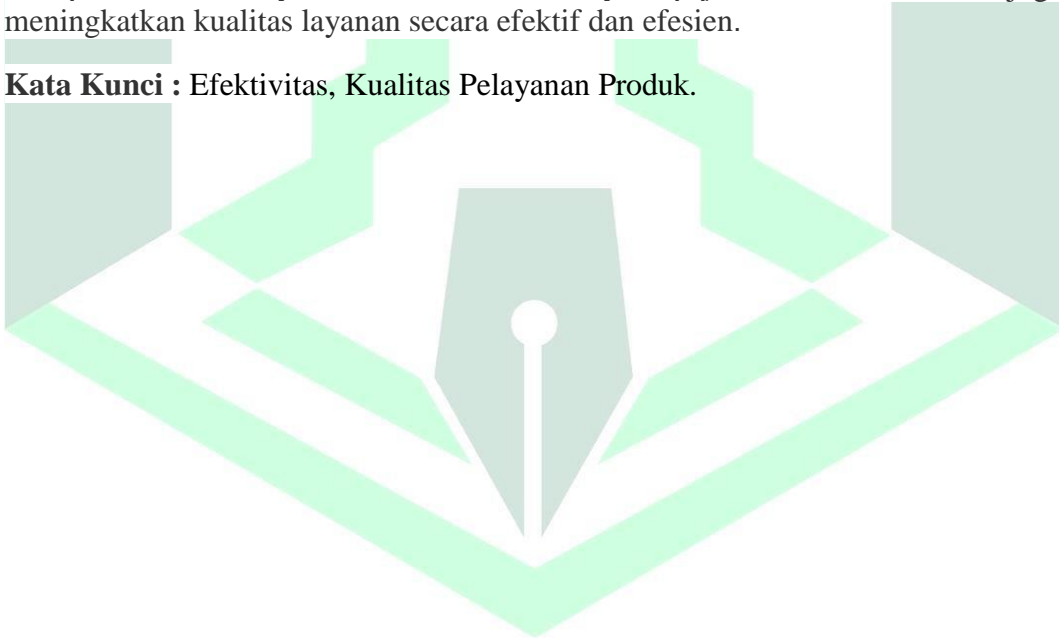 meningkatkan kualitas layanan secara efektif dan efesien.
Kata Kunci : Efektivitas, Kualitas Pelayanan Produk.